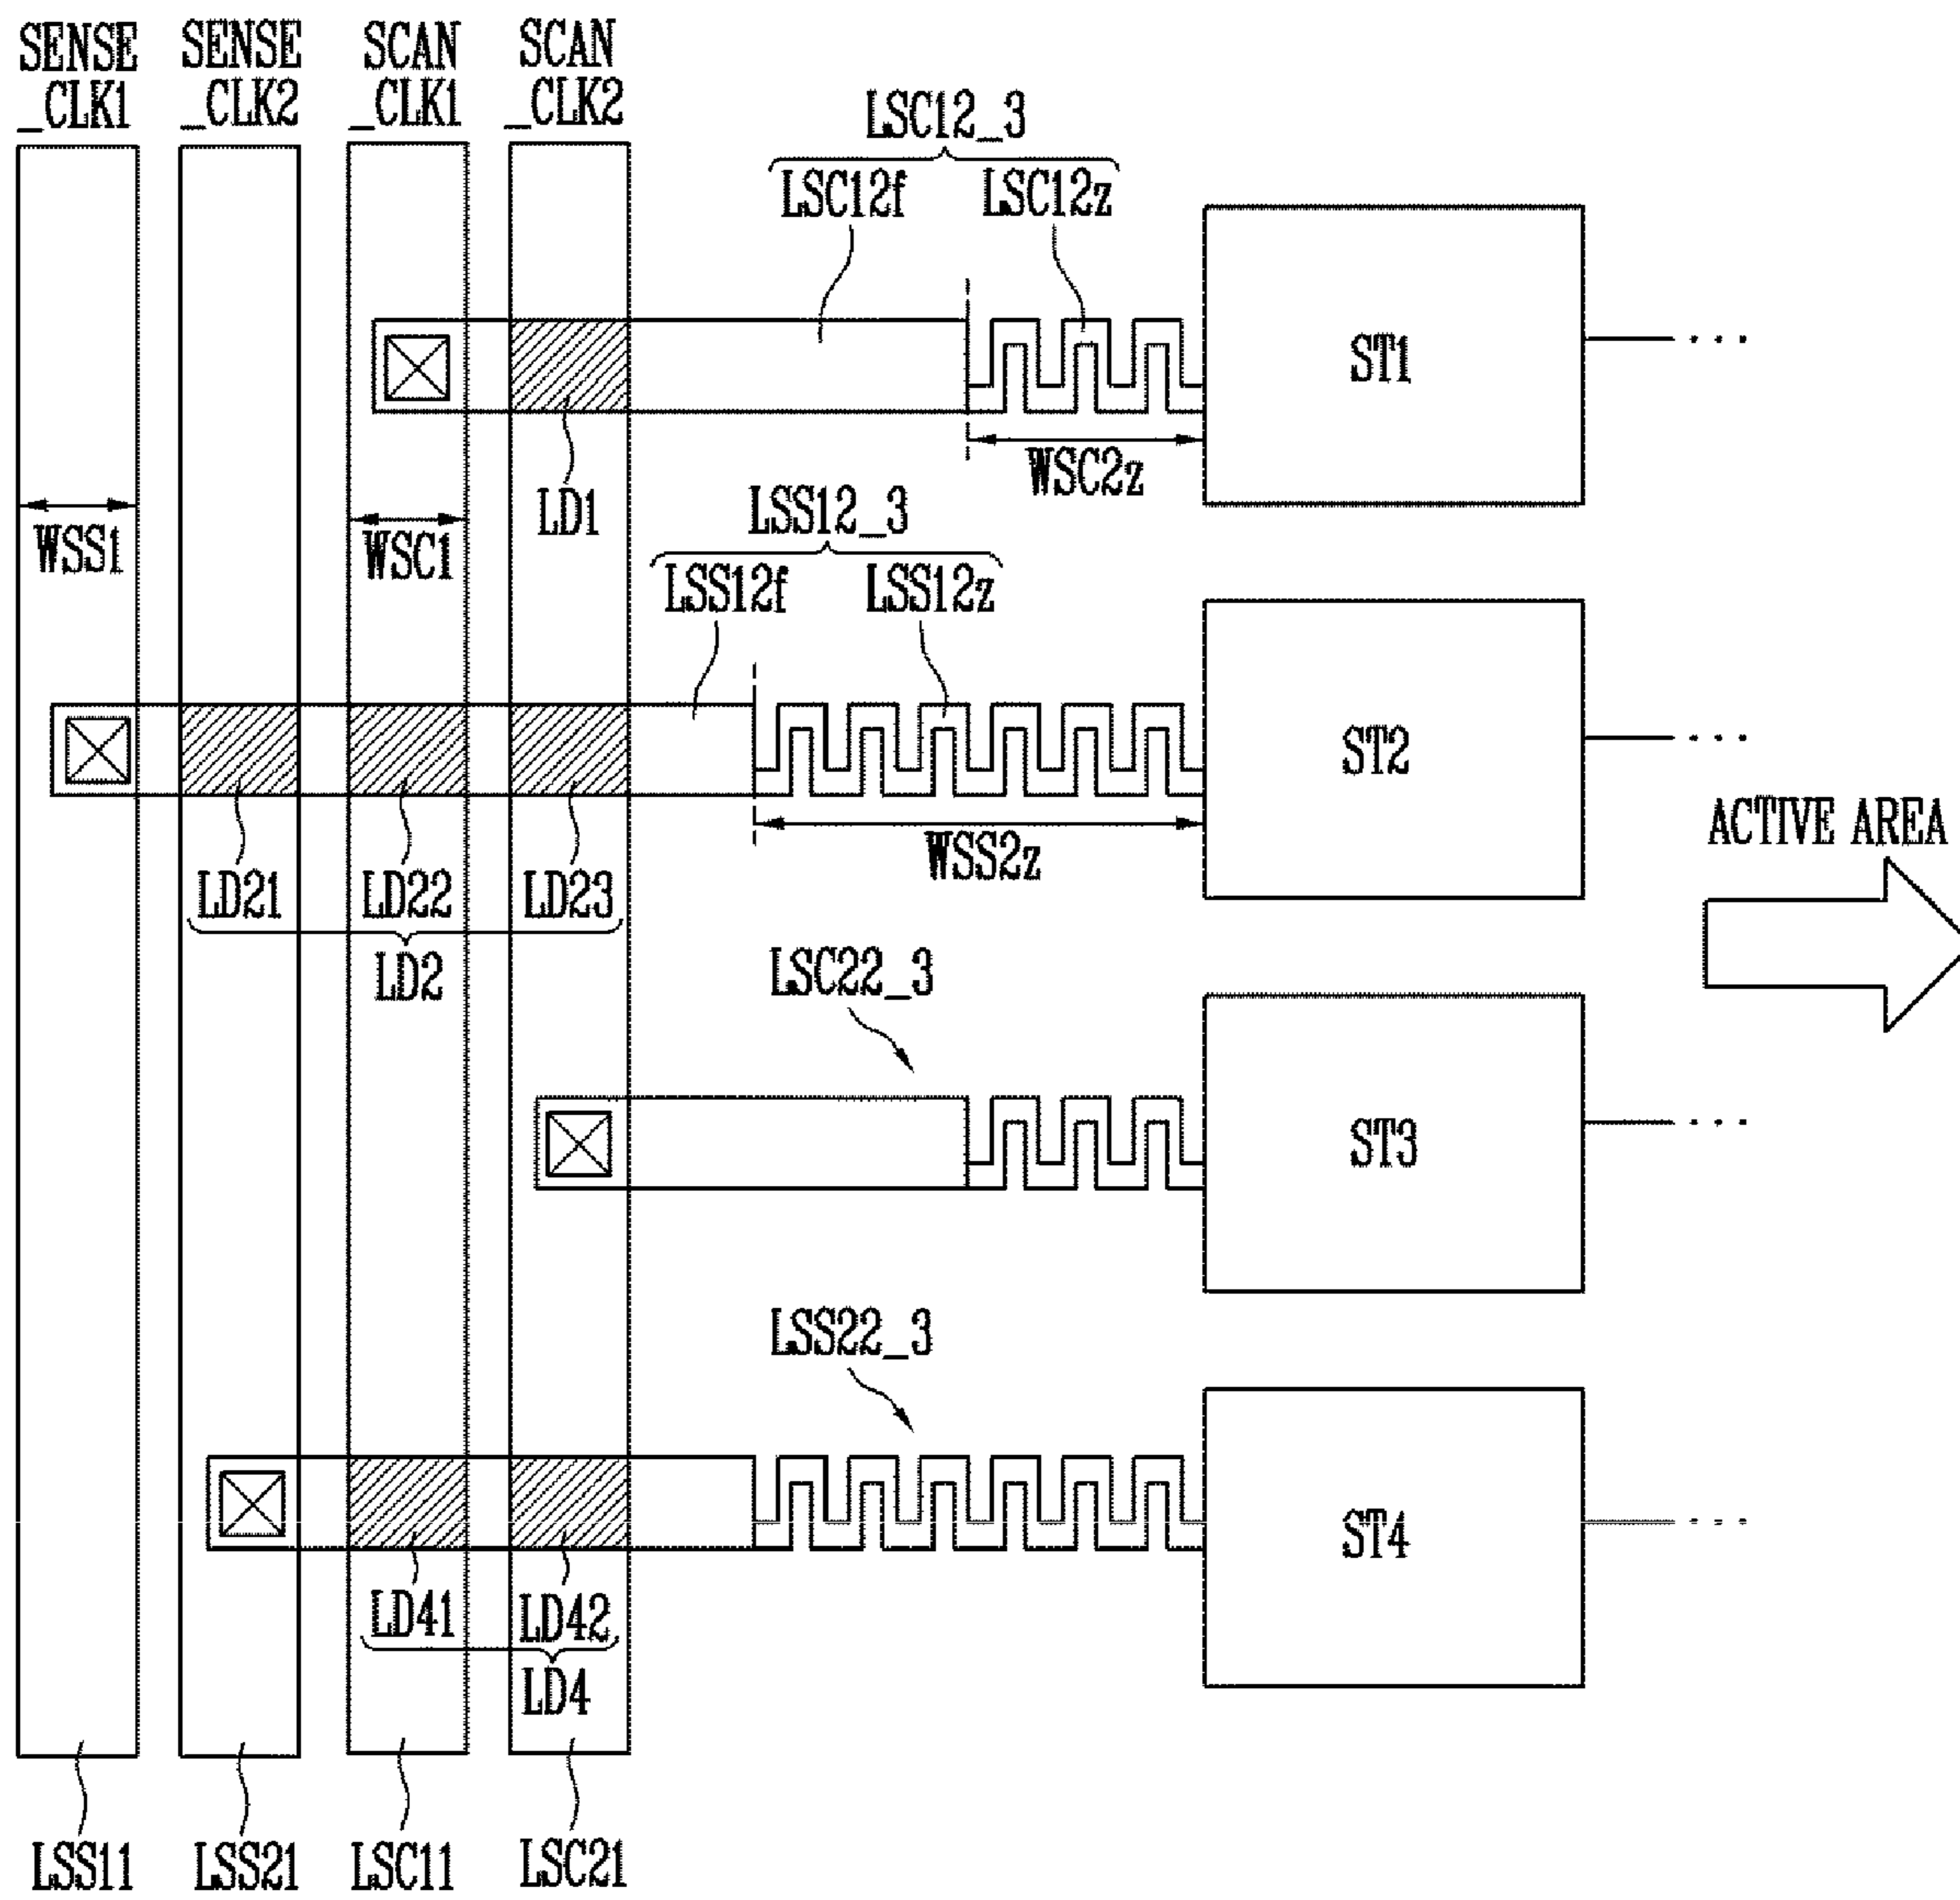 SENSE
_CLK1
SENSE
_CLK2
SCAN
_CLK1
SCAN
_CLK2
LSC12_3
LSC12f
LSC12z
ST1
WSC2z
LD1
WSS1
WSC1
LSS12_3
LSS12f
LSS12z
ST2
WSS2z
ACTIVE AREA
LD21
LD22
LD23
LD2
LSC22_3
ST3
LSS22_3
ST4
LD41
LD42
LD4
LSS11
LSS21
LSC11
LSC21